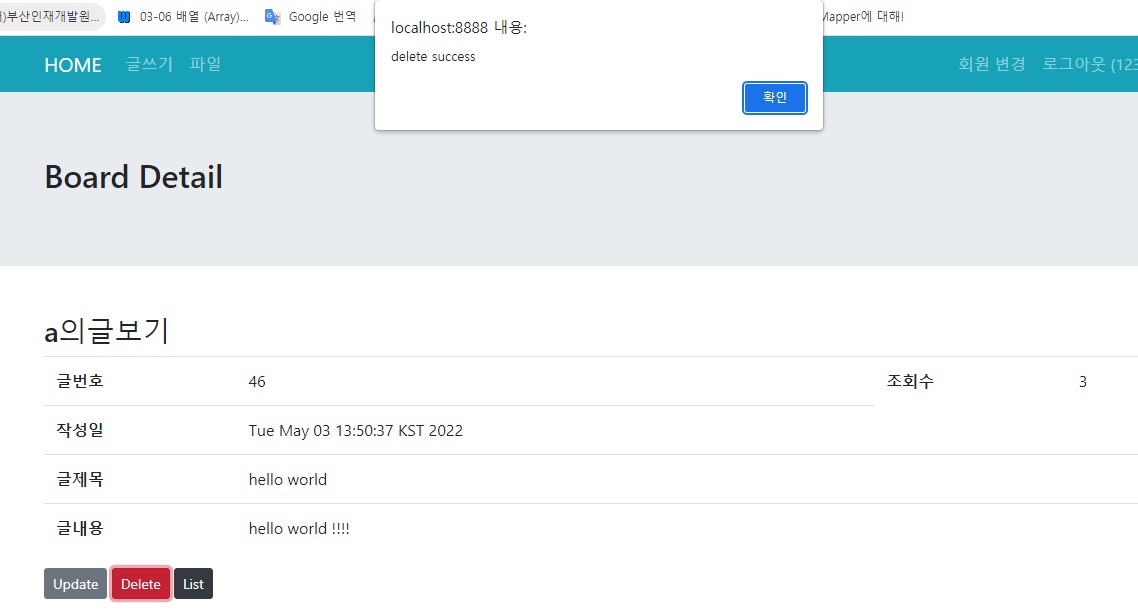 )부산인재개발원... 03-06 배열 (Array)... Google 번역 Mapper에 대해!
localhost:8888 내용:
delete success
확인
HOME 글쓰기 파일 회원 변경 로그아웃 (123
Board Detail
a의글보기
글번호 46 조회수 3
작성일 Tue May 03 13:50:37 KST 2022
글제목 hello world
글내용 hello world !!!!
Update Delete List